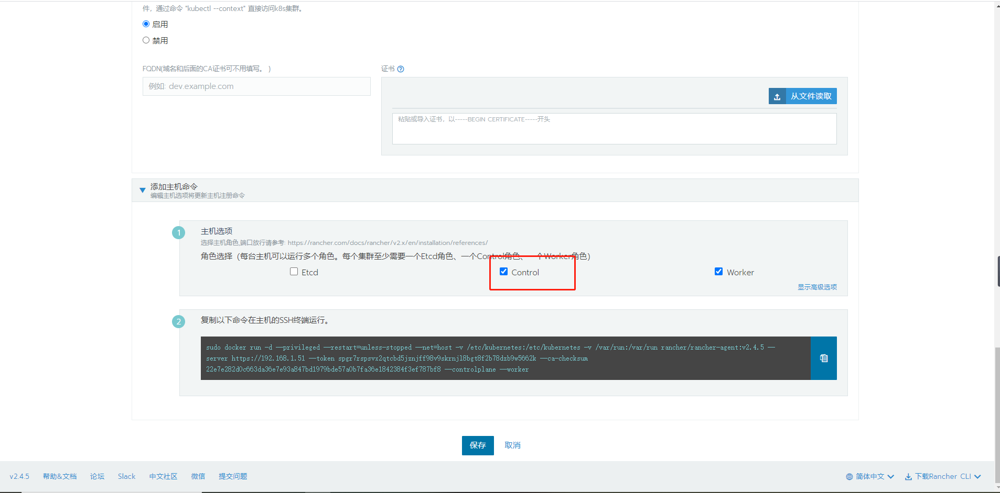 件，通过命令 "kubectl --context" 直接访问k8s集群。
启用
禁用
FQDN(域名和后面的CA证书可不用填写。 )
证书
例如: dev.example.com
从文件读取
粘贴或导入证书，以-----BEGIN CERTIFICATE-----开头
添加主机命令
编辑主机选项将更新主机注册命令
1
主机选项
选择主机角色,端口放行请参考: https://rancher.com/docs/rancher/v2.x/en/installation/references/
角色选择（每台主机可以运行多个角色。每个集群至少需要一个Etcd角色、一个Control角色、一个Worker角色）
Etcd
Control
Worker
显示高级选项
2
复制以下命令在主机的SSH终端运行。
sudo docker run -d --privileged --restart=unless-stopped --net=host -v /etc/kubernetes:/etc/kubernetes -v /var/run:/var/run rancher/rancher-agent:v2.4.5 --
server https://192.168.1.51 --token spgr7rspsvx2qtcbd5jznjff98v9skrnjl8bgt8f2b78dzb9w5662k --ca-checksum
22e7e282d0c663da36e7e93a847bd1979bde57a0b7fa36e1842384f3ef787bf8 --controlplane --worker
保存
取消
v2.4.5
帮助&文档
论坛
Slack
中文社区
微信
提交问题
简体中文
下载Rancher CLI